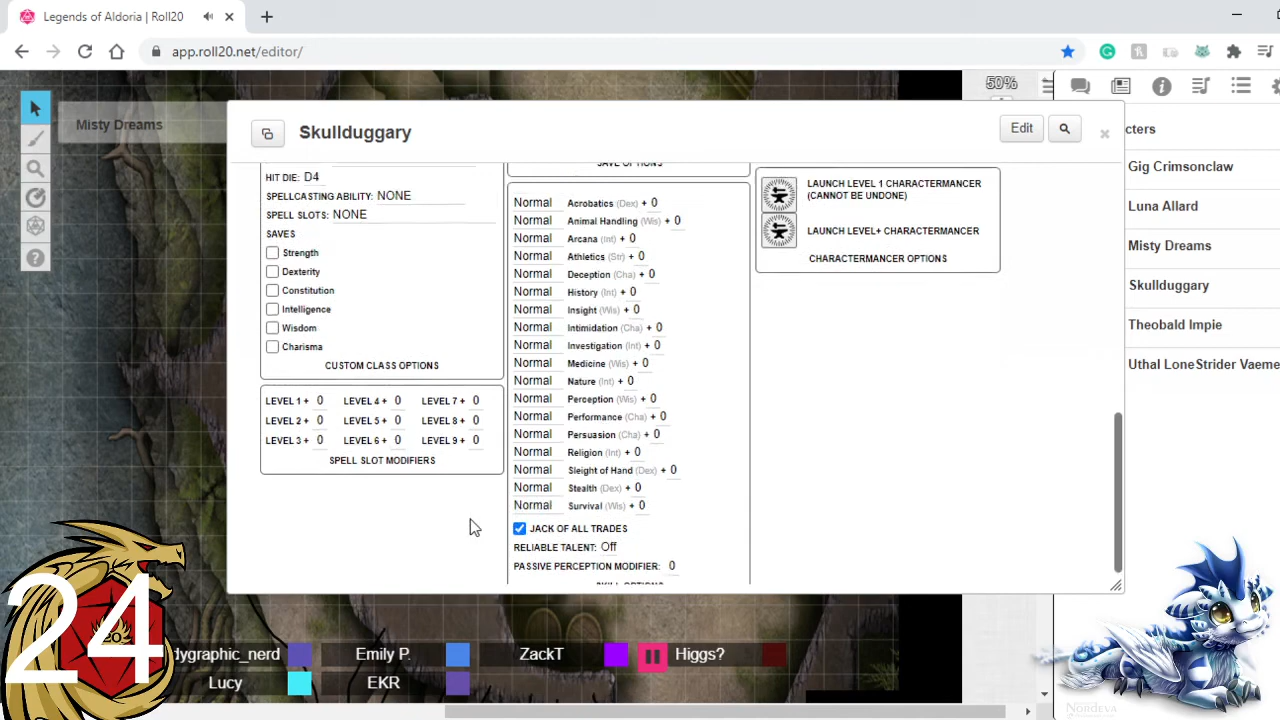 Legends of Aldoria | Roll20
app.roll20.net/editor/
50%
Misty Dreams
Skullduggary
Edit
cters
Gig Crimsonclaw
Luna Allard
Misty Dreams
Skullduggary
Theobald Impie
Uthal LoneStrider Vaeme
HIT DIE: D4
SPELLCASTING ABILITY: NONE
SPELL SLOTS: NONE
SAVES
Strength
Dexterity
Constitution
Intelligence
Wisdom
Charisma
CUSTOM CLASS OPTIONS
LEVEL 1 + 0 LEVEL 4 + 0 LEVEL 7 + 0
LEVEL 2 + 0 LEVEL 5 + 0 LEVEL 8 + 0
LEVEL 3 + 0 LEVEL 6 + 0 LEVEL 9 + 0
SPELL SLOT MODIFIERS
SAVE OPTIONS
Normal Acrobatics (Dex) + 0
Normal Animal Handling (Wis) + 0
Normal Arcana (Int) + 0
Normal Athletics (Str) + 0
Normal Deception (Cha) + 0
Normal History (Int) + 0
Normal Insight (Wis) + 0
Normal Intimidation (Cha) + 0
Normal Investigation (Int) + 0
Normal Medicine (Wis) + 0
Normal Nature (Int) + 0
Normal Perception (Wis) + 0
Normal Performance (Cha) + 0
Normal Persuasion (Cha) + 0
Normal Religion (Int) + 0
Normal Sleight of Hand (Dex) + 0
Normal Stealth (Dex) + 0
Normal Survival (Wis) + 0
JACK OF ALL TRADES
RELIABLE TALENT: Off
PASSIVE PERCEPTION MODIFIER: 0
SKILL OPTIONS
LAUNCH LEVEL 1 CHARACTERMANCER
(CANNOT BE UNDONE)
LAUNCH LEVEL+ CHARACTERMANCER
CHARACTERMANCER OPTIONS
24
20
dygraphic_nerd
Emily P.
ZackT
Higgs?
Lucy
EKR
NORDEVA